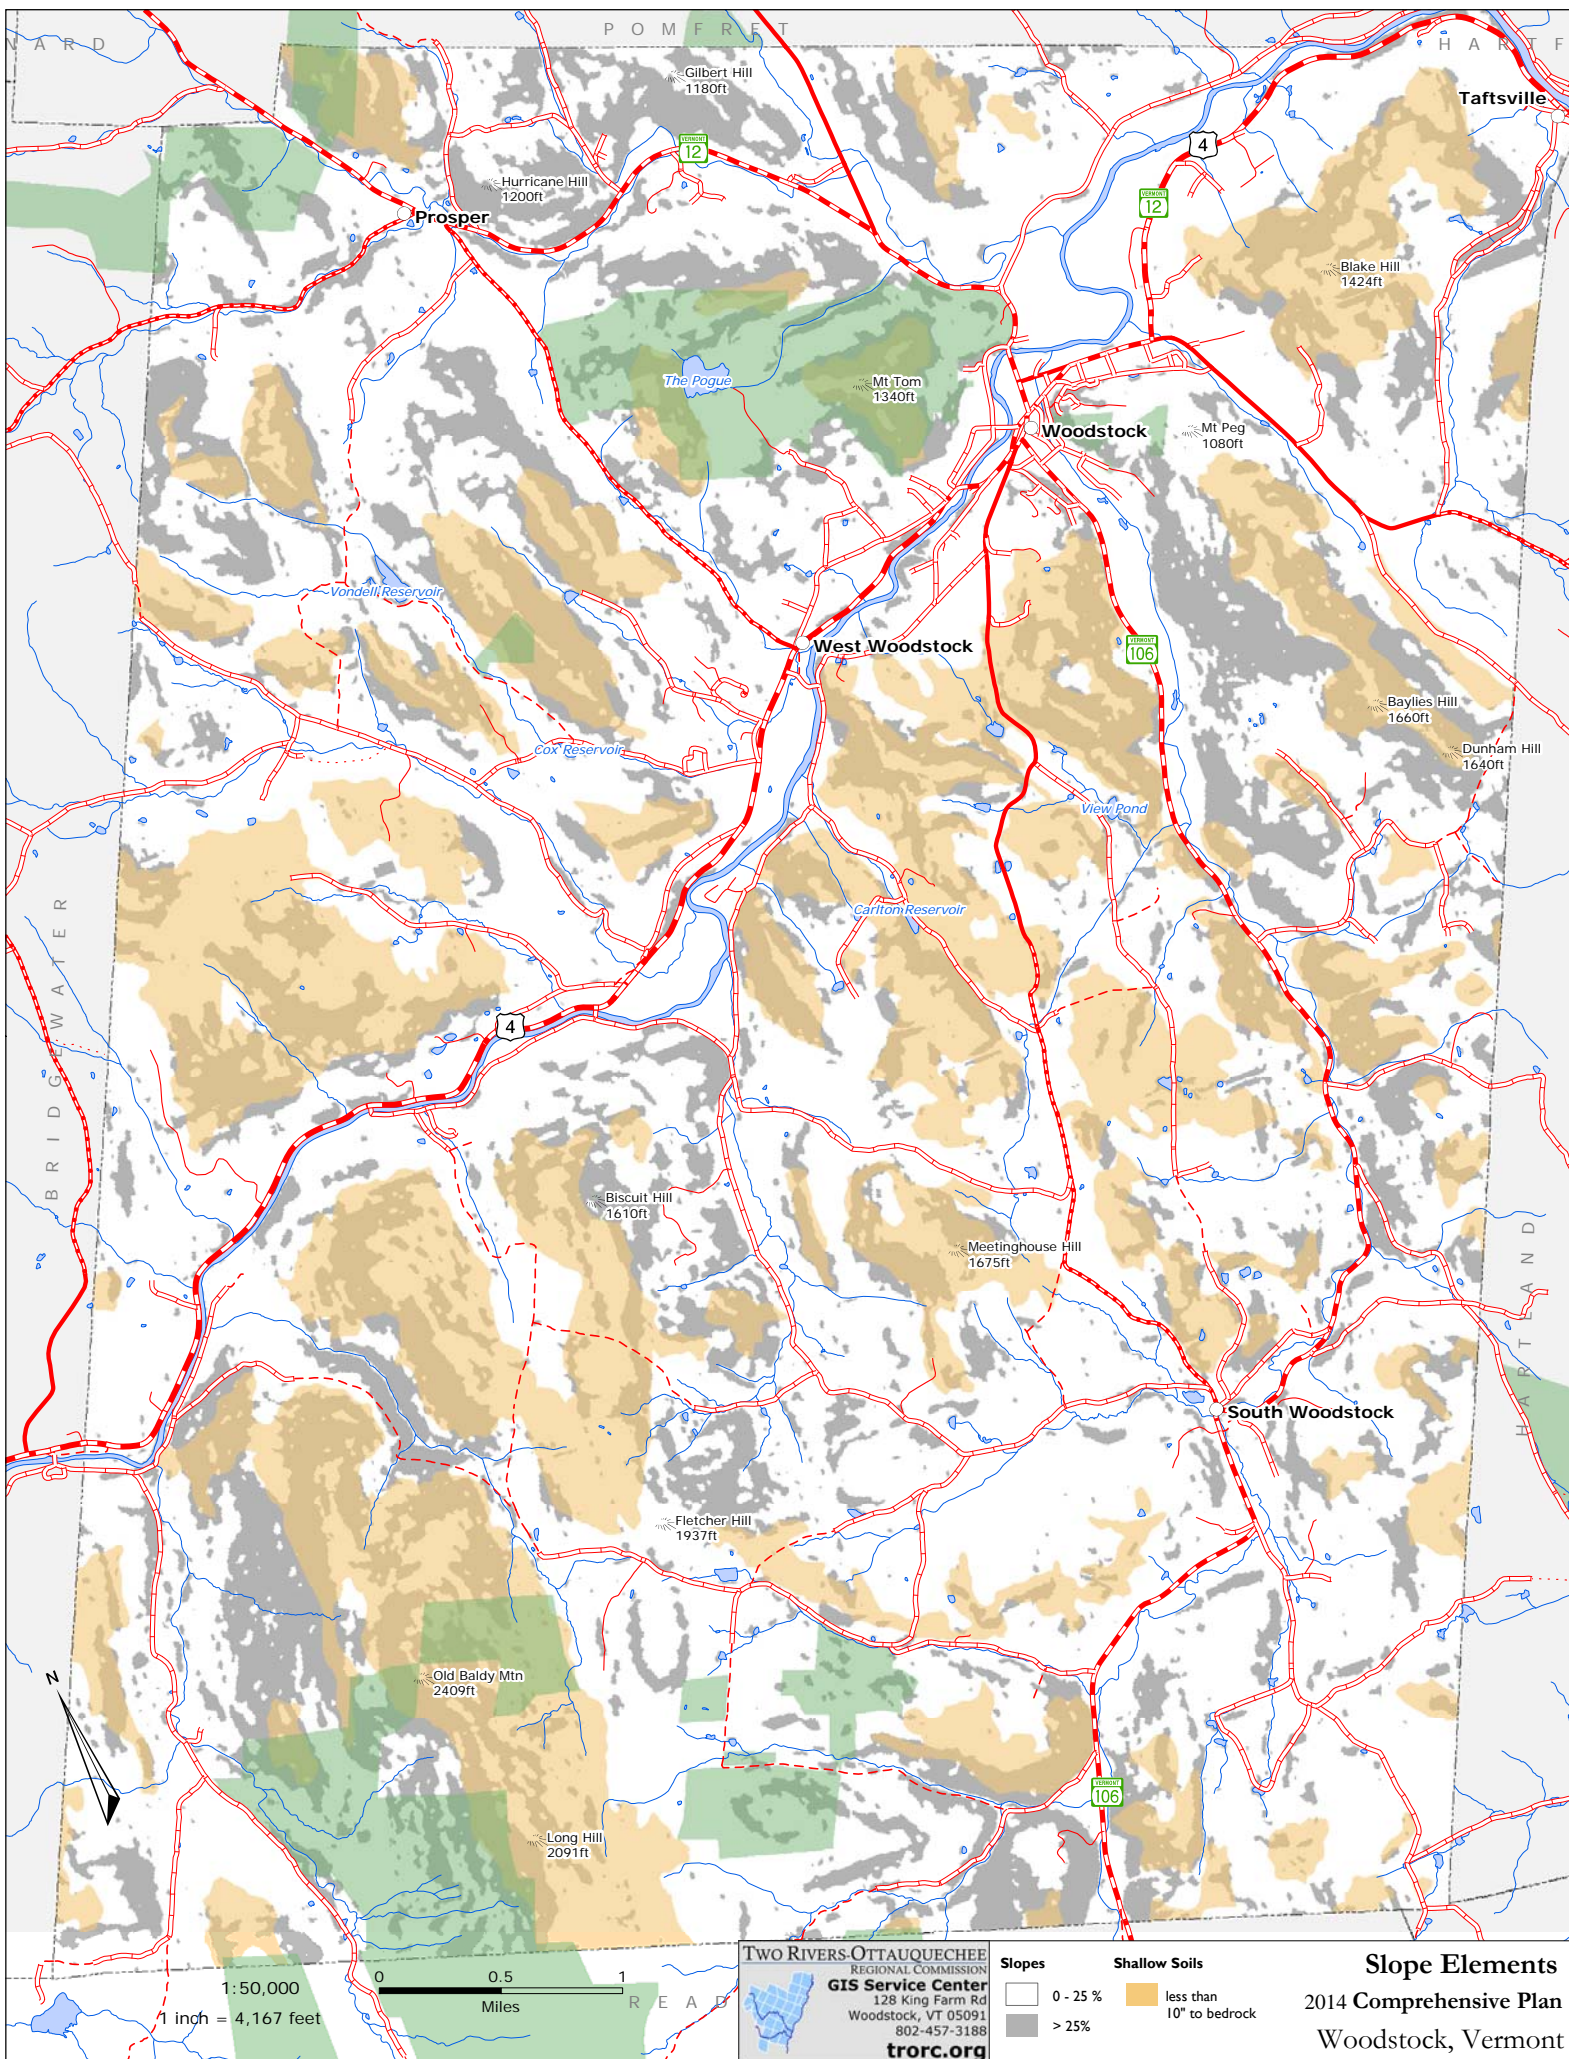 NARD
POMFRET
HARTF
Gilbert Hill
1180ft
Taftsville
VERMONT
12
4
Hurricane Hill
1200ft
VERMONT
12
Prosper
Blake Hill
1424ft
The Pogue
Mt Tom
1340ft
Woodstock
Mt Peg
1080ft
Vondell Reservoir
West Woodstock
VERMONT
106
Baylies Hill
1660ft
Cox Reservoir
Dunham Hill
1640ft
View Pond
Carlton Reservoir
BRIDGEWATER
4
Biscuit Hill
1610ft
Meetinghouse Hill
1675ft
HARTLAND
South Woodstock
Fletcher Hill
1937ft
N
Old Baldy Mtn
2409ft
VERMONT
106
Long Hill
2091ft
1:50,000
1 inch = 4,167 feet
0 0.5 1
Miles
READ
TWO RIVERS-OTTAUQUECHEE
REGIONAL COMMISSION
GIS Service Center
128 King Farm Rd
Woodstock, VT 05091
802-457-3188
trorc.org
Slopes
0 - 25 %
> 25%
Shallow Soils
less than
10" to bedrock
Slope Elements
2014 Comprehensive Plan
Woodstock, Vermont